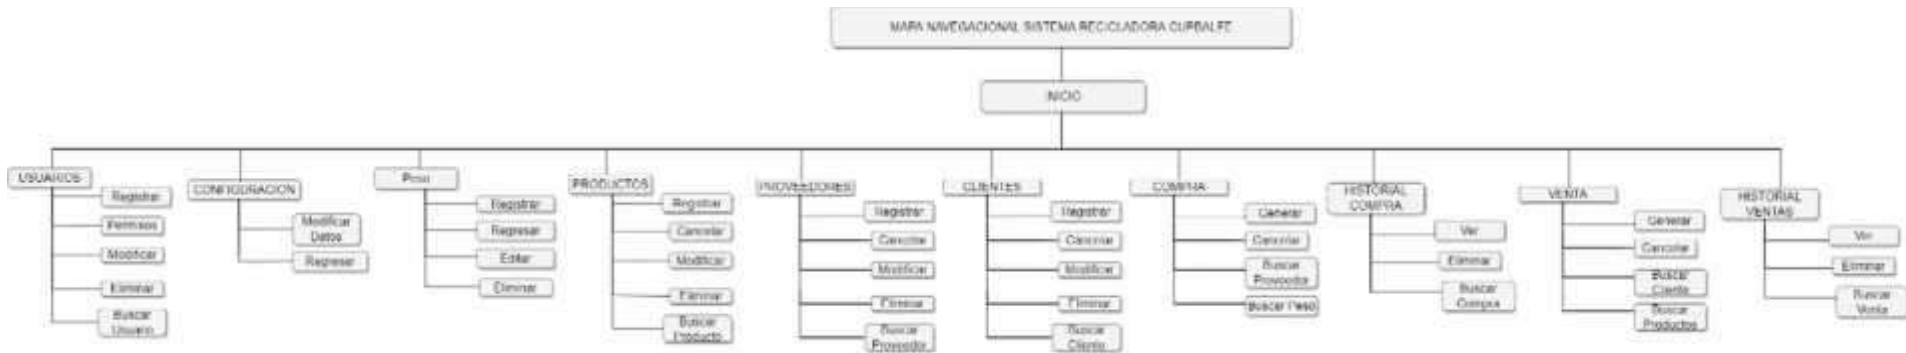 MAPA NAVEGACIONAL SISTEMA RECICLADORA CUPBALFE
INICIO
USUARIOS
Registrar
Permisos
Modificar
Eliminar
Buscar
Usuario
CONFIGURACION
Modificar
Datos
Regresar
Peso
Registrar
Regresar
Editar
Eliminar
PRODUCTOS
Registrar
Cancelar
Modificar
Eliminar
Buscar
Producto
PROVEEDORES
Registrar
Cancelar
Modificar
Eliminar
Buscar
Proveedor
CLIENTES
Registrar
Cancelar
Modificar
Eliminar
Buscar
Cliente
COMPRA
Generar
Cancelar
Buscar
Proveedor
Buscar Peso
HISTORIAL
COMPRA
Ver
Eliminar
Buscar
Compra
VENTA
Generar
Cancelar
Buscar
Cliente
Buscar
Productos
HISTORIAL
VENTAS
Ver
Eliminar
Buscar
Venta